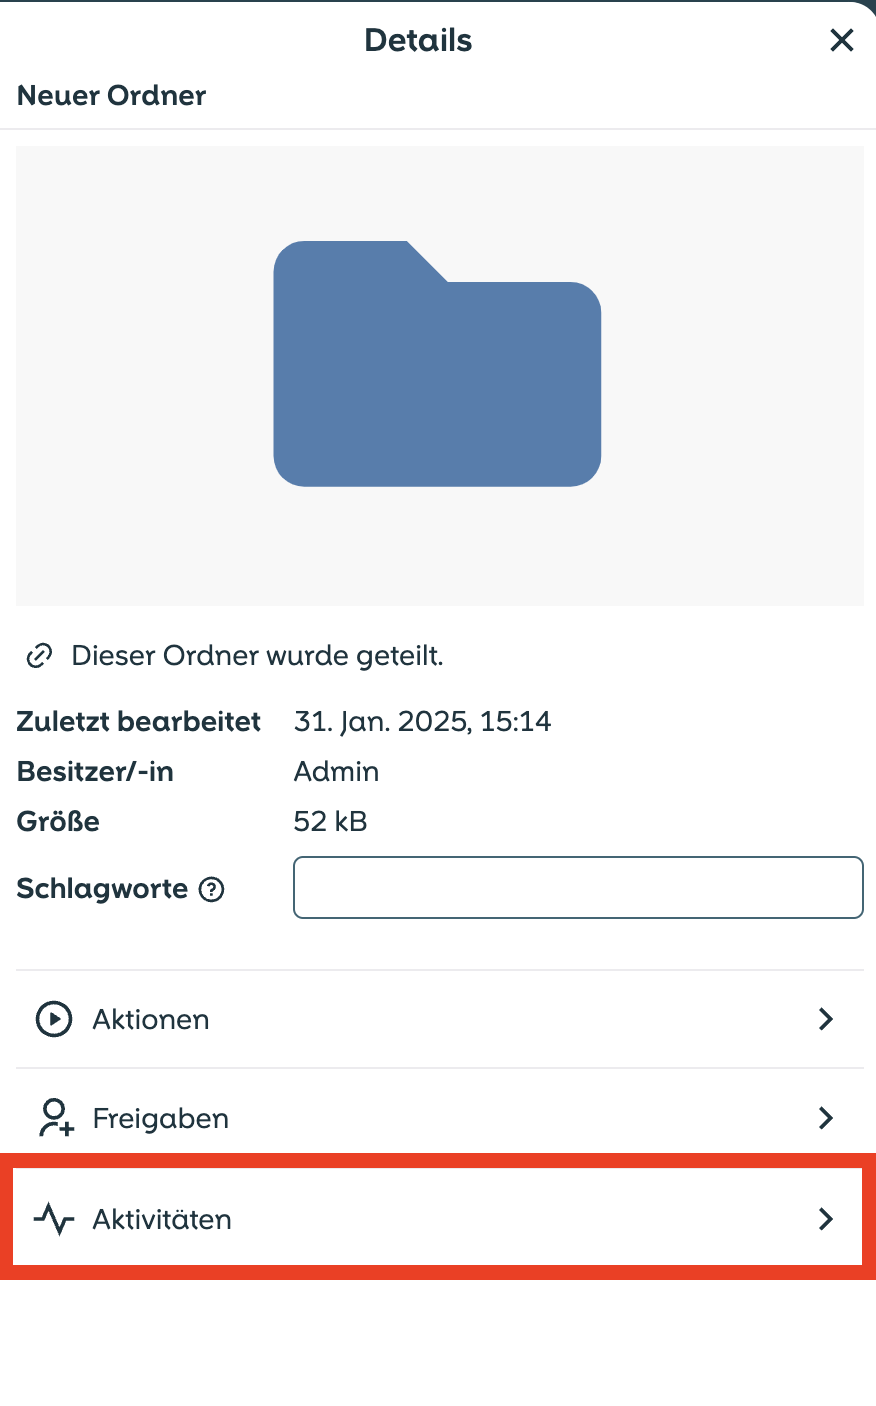 Details
Neuer Ordner
Dieser Ordner wurde geteilt.
Zuletzt bearbeitet 31. Jan. 2025, 15:14
Besitzer/-in Admin
Größe 52 kB
Schlagworte ?
Aktionen
Freigaben
Aktivitäten